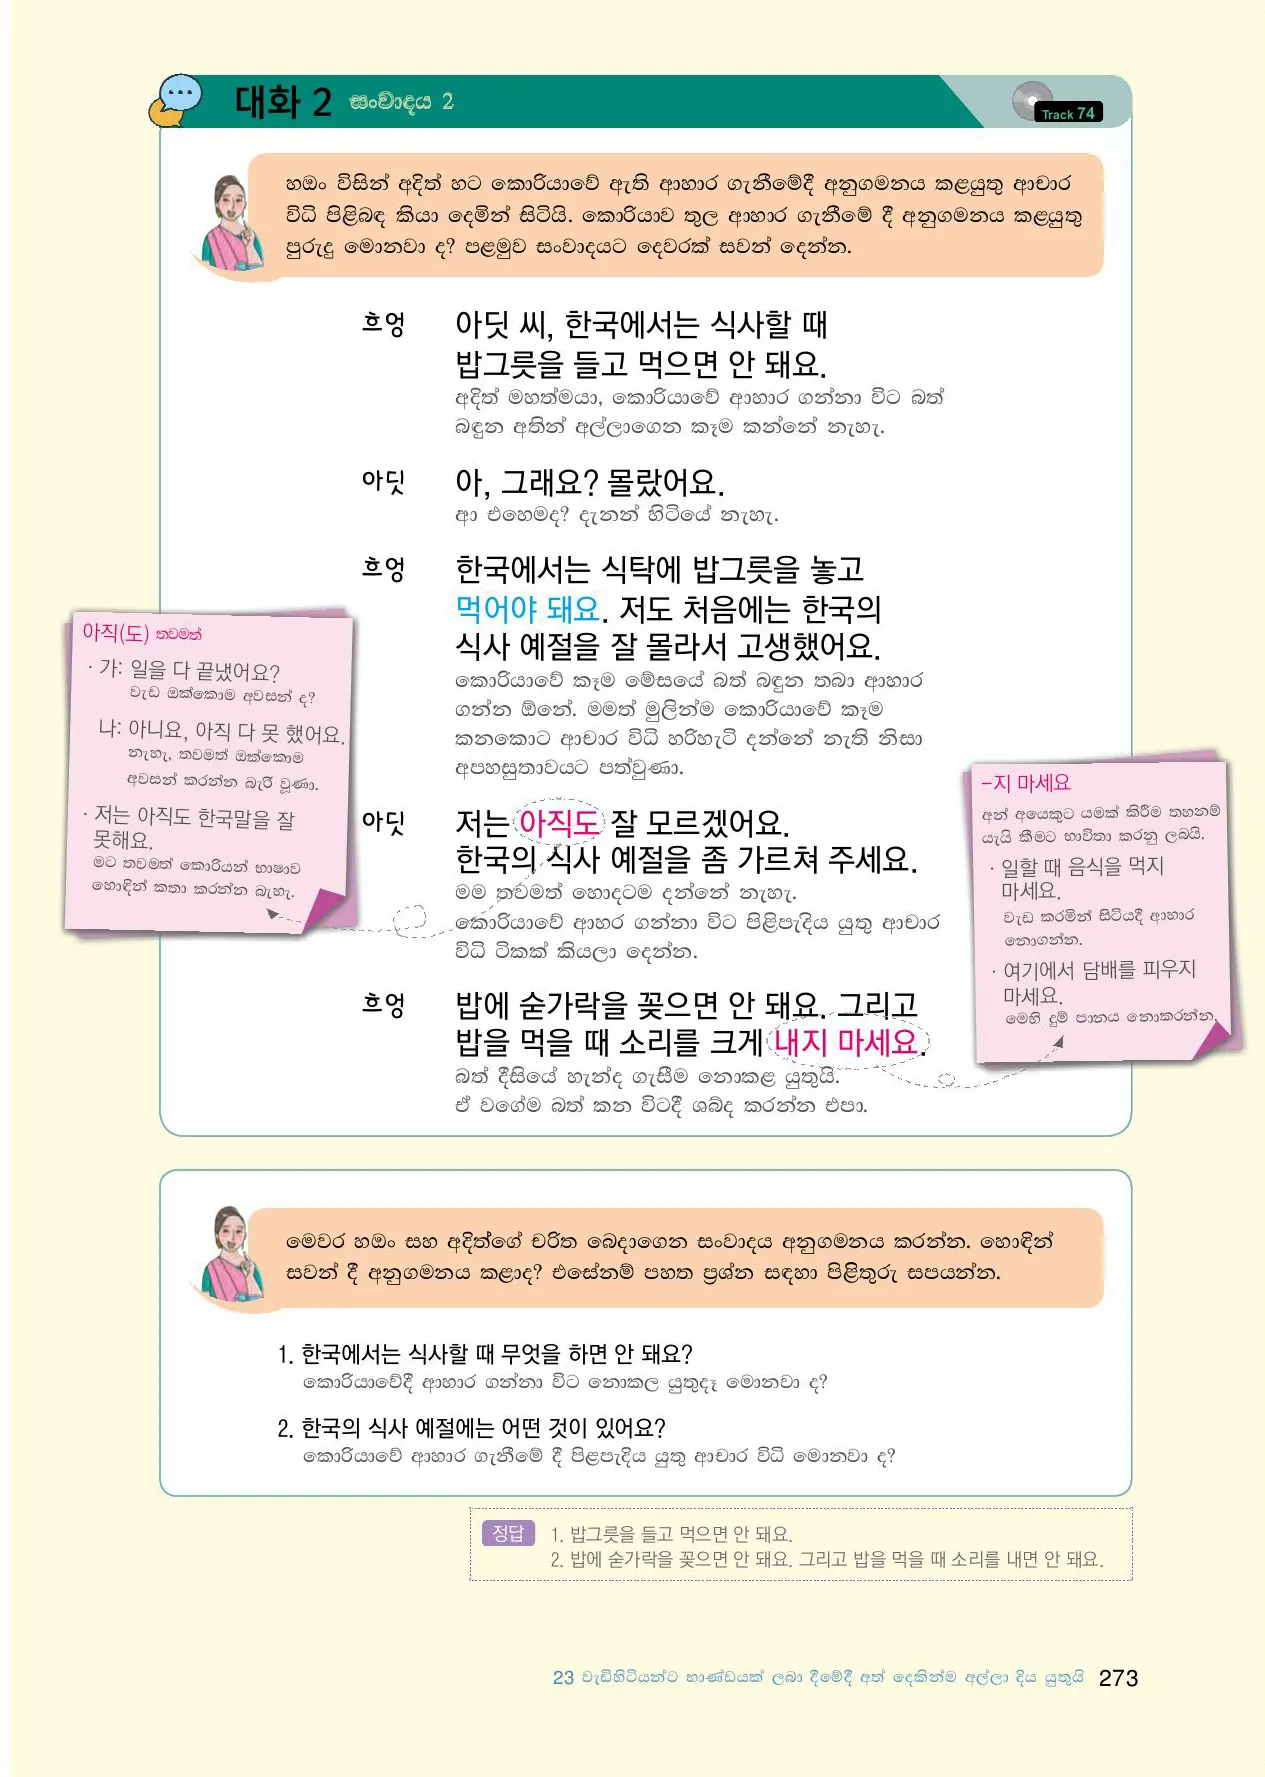 대화 2 සංවාදය 2
Track 74
හඔං විසින් අදිත් හට කොරියාවේ ඇති ආහාර ගැනීමේදී අනුගමනය කළයුතු ආචාර
විධි පිළිබඳ කියා දෙමින් සිටියි. කොරියාව තුල ආහාර ගැනීමේ දී අනුගමනය කළයුතු
පුරුදු මොනවා ද? පළමුව සංවාදයට දෙවරක් සවන් දෙන්න.
흐엉 아딧 씨, 한국에서는 식사할 때
밥그릇을 들고 먹으면 안 돼요.
අදිත් මහත්මයා, කොරියාවේ ආහාර ගන්නා විට බත්
බඳුන අතින් අල්ලාගෙන කෑම කන්නේ නැහැ.
아딧 아, 그래요? 몰랐어요.
ආ එහෙමද? දැනන් හිටියේ නැහැ.
흐엉 한국에서는 식탁에 밥그릇을 놓고
먹어야 돼요. 저도 처음에는 한국의
식사 예절을 잘 몰라서 고생했어요.
කොරියාවේ කෑම මේසයේ බත් බඳුන තබා ආහාර
ගන්න ඕනේ. මමත් මුලින්ම කොරියාවේ කෑම
කනකොට ආචාර විධි හරිහැටි දන්නේ නැති නිසා
අපහසුතාවයට පත්වුණා.
아딧 저는 아직도 잘 모르겠어요.
한국의 식사 예절을 좀 가르쳐 주세요.
මම තවමත් හොදටම දන්නේ නැහැ.
කොරියාවේ ආහර ගන්නා විට පිළිපැදිය යුතු ආචාර
විධි ටිකක් කියලා දෙන්න.
흐엉 밥에 숟가락을 꽂으면 안 돼요. 그리고
밥을 먹을 때 소리를 크게 내지 마세요.
බත් දීසියේ හැන්ද ගැසීම නොකළ යුතුයි.
ඒ වගේම බත් කන විටදී ශබ්ද කරන්න එපා.
아직(도) තවමත්
· 가: 일을 다 끝냈어요?
වැඩ ඔක්කොම අවසන් ද?
나: 아니요, 아직 다 못 했어요.
නැහැ, තවමත් ඔක්කොම
අවසන් කරන්න බැරි වූණා.
· 저는 아직도 한국말을 잘
못해요.
මට තවමත් කොරියන් භාෂාව
හොඳින් කතා කරන්න බැහැ.
-지 마세요
අන් අයෙකුට යමක් කිරීම තහනම්
යැයි කීමට භාවිතා කරනු ලබයි.
· 일할 때 음식을 먹지
마세요.
වැඩ කරමින් සිටියදී ආහාර
නොගන්න.
· 여기에서 담배를 피우지
마세요.
මෙහි දුම් පානය නොකරන්න.
මෙවර හඔං සහ අදිත්ගේ චරිත බෙදාගෙන සංවාදය අනුගමනය කරන්න. හොඳින්
සවන් දී අනුගමනය කළාද? එසේනම් පහත ප්‍රශ්න සඳහා පිළිතුරු සපයන්න.
1. 한국에서는 식사할 때 무엇을 하면 안 돼요?
කොරියාවේදී ආහාර ගන්නා විට නොකල යුතුදෑ මොනවා ද?
2. 한국의 식사 예절에는 어떤 것이 있어요?
කොරියාවේ ආහාර ගැනීමේ දී පිළපැදිය යුතු ආචාර විධි මොනවා ද?
정답 1. 밥그릇을 들고 먹으면 안 돼요.
2. 밥에 숟가락을 꽂으면 안 돼요. 그리고 밥을 먹을 때 소리를 내면 안 돼요.
23 වැඩිහිටියන්ට භාණ්ඩයක් ලබා දීමේදී අත් දෙකින්ම අල්ලා දිය යුතුයි 273